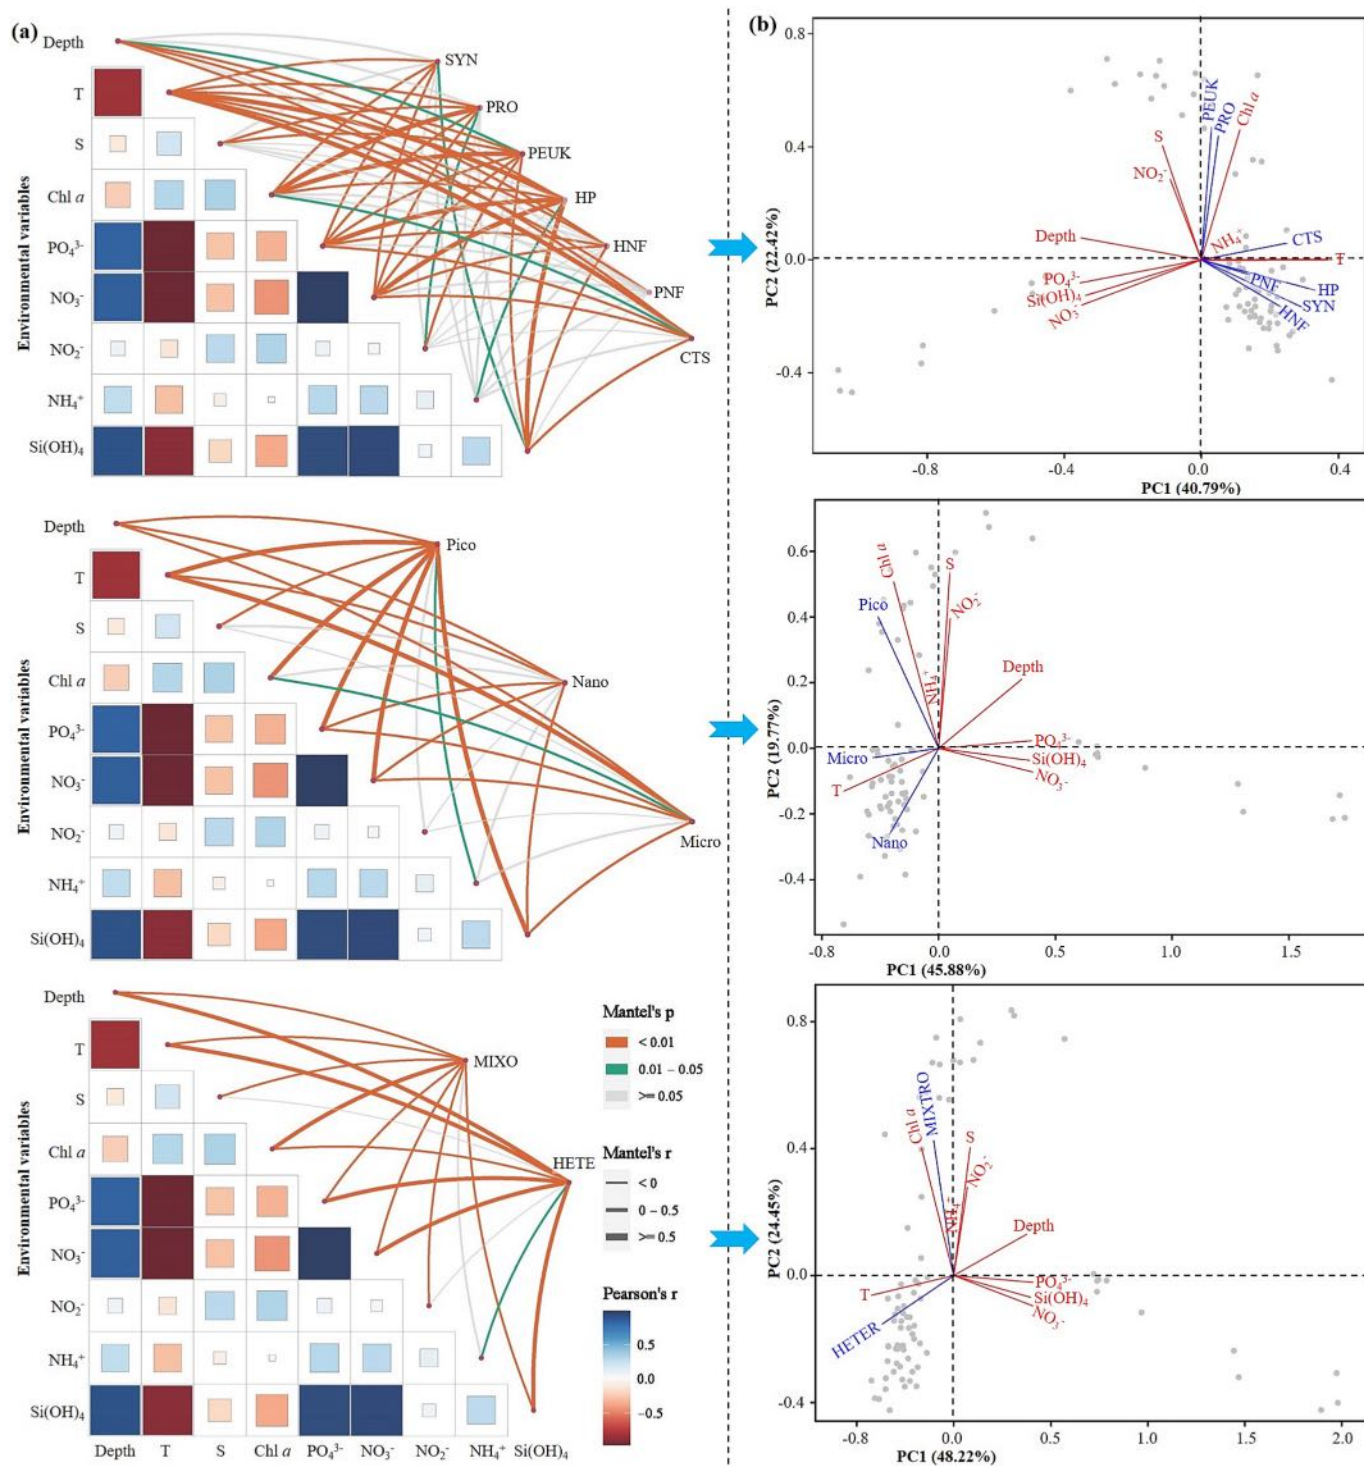 (a)
Depth
T
S
Chl a
PO₄³⁻
NO₃⁻
NO₂⁻
NH₄⁺
Si(OH)₄
Environmental variables
SYN
PRO
PEUK
HP
HNF
PNF
CTS
(b)
0.8
0.4
0.0
-0.4
PC2 (22.42%)
-0.8
-0.4
0.0
0.4
PC1 (40.79%)
PEUK
PRO
Chl a
S
NO₂⁻
Depth
NH₄⁺
CTS
T
PO₄³⁻
Si(OH)₄
NO₃⁻
PNF
HP
SYN
HNF
Depth
T
S
Chl a
PO₄³⁻
NO₃⁻
NO₂⁻
NH₄⁺
Si(OH)₄
Environmental variables
Pico
Nano
Micro
0.6
0.4
0.2
0.0
-0.2
-0.4
PC2 (19.77%)
-0.8
0.0
0.5
1.0
1.5
PC1 (45.88%)
Chl a
S
Pico
NO₂⁻
NH₄⁺
Depth
PO₄³⁻
Micro
Si(OH)₄
NO₃⁻
T
Nano
Depth
T
S
Chl a
PO₄³⁻
NO₃⁻
NO₂⁻
NH₄⁺
Si(OH)₄
Environmental variables
Depth
T
S
Chl a
PO₄³⁻
NO₃⁻
NO₂⁻
NH₄⁺
Si(OH)₄
MIXO
HETE
Mantel's p
< 0.01
0.01 – 0.05
>= 0.05
Mantel's r
< 0
0 – 0.5
>= 0.5
Pearson's r
0.5
0.0
−0.5
0.8
0.4
0.0
-0.4
PC2 (24.45%)
-0.8
0.0
0.5
1.0
1.5
2.0
PC1 (48.22%)
Chl a
MIXTRO
S
NO₂⁻
NH₄⁺
Depth
T
PO₄³⁻
Si(OH)₄
NO₃⁻
HETER